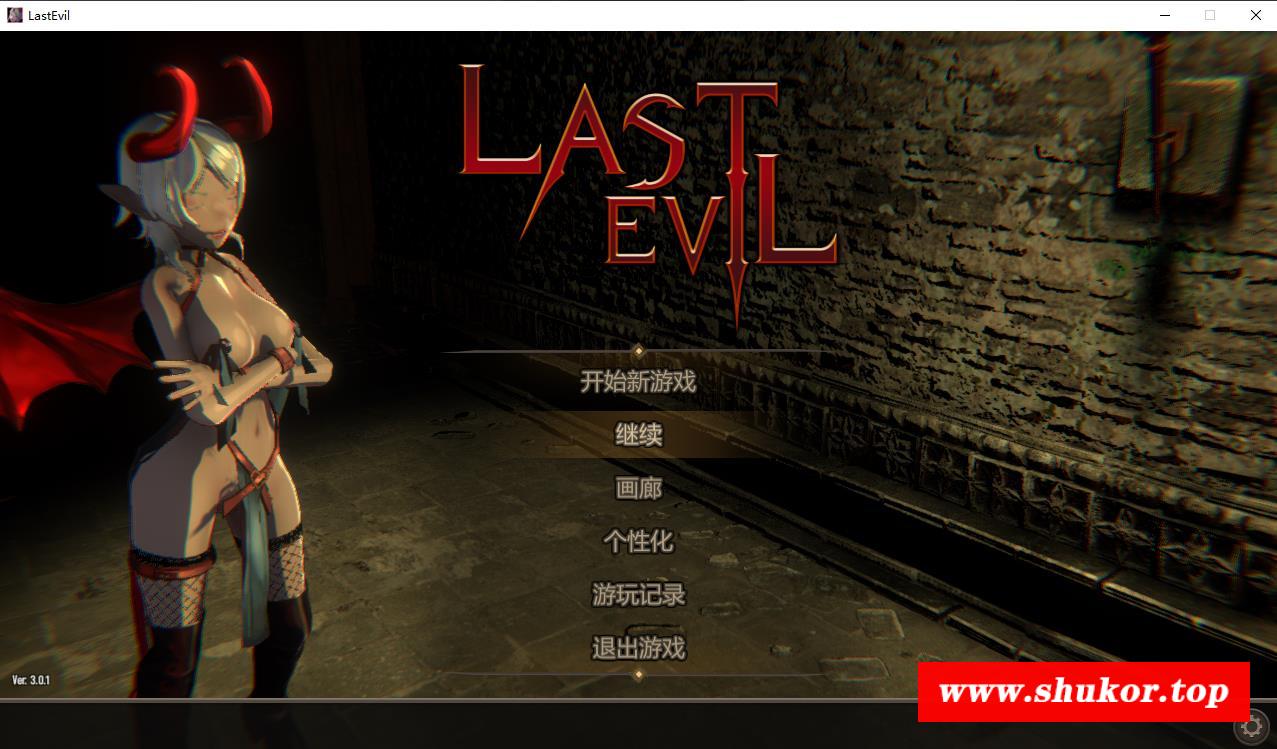 LastEvil
LAST
EVIL
开始新游戏
继续
画廊
个性化
游玩记录
退出游戏
Ver. 3.0.1
www.shukor.top